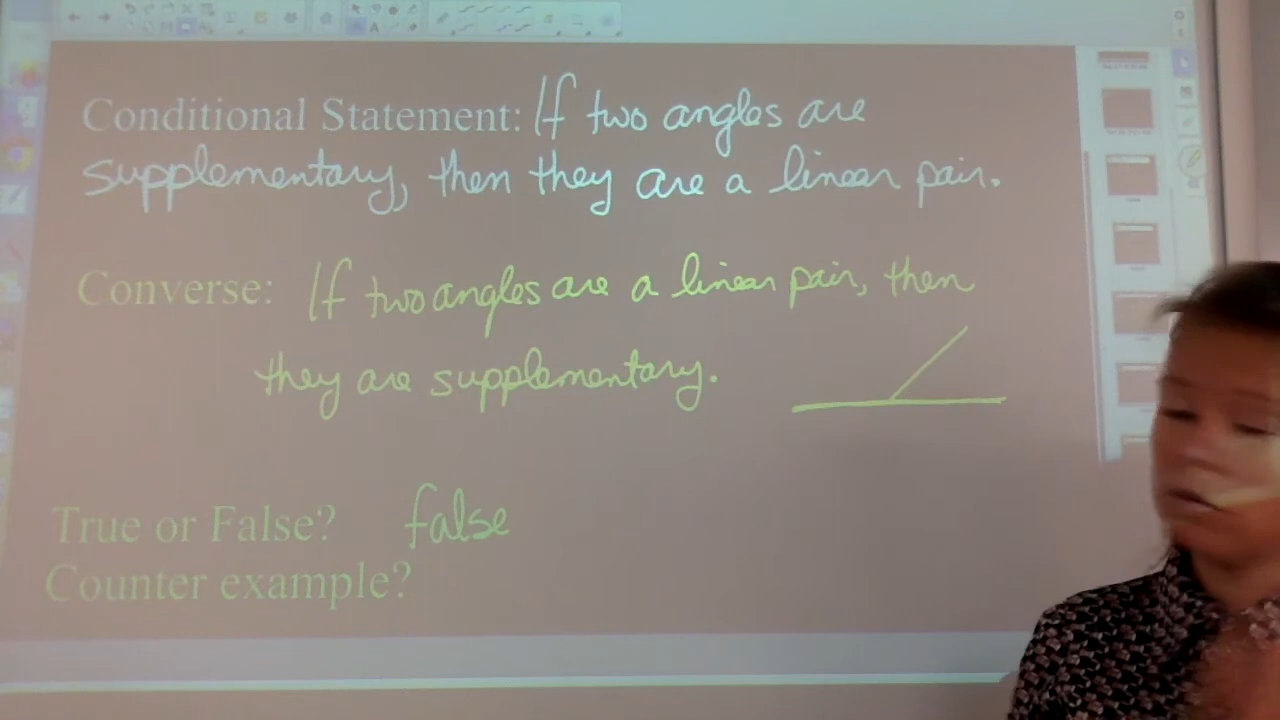 Conditional Statement: If two angles are
supplementary, then they are a linear pair.
Converse: If two angles are a linear pair, then
they are supplementary.
True or False? false
Counter example?